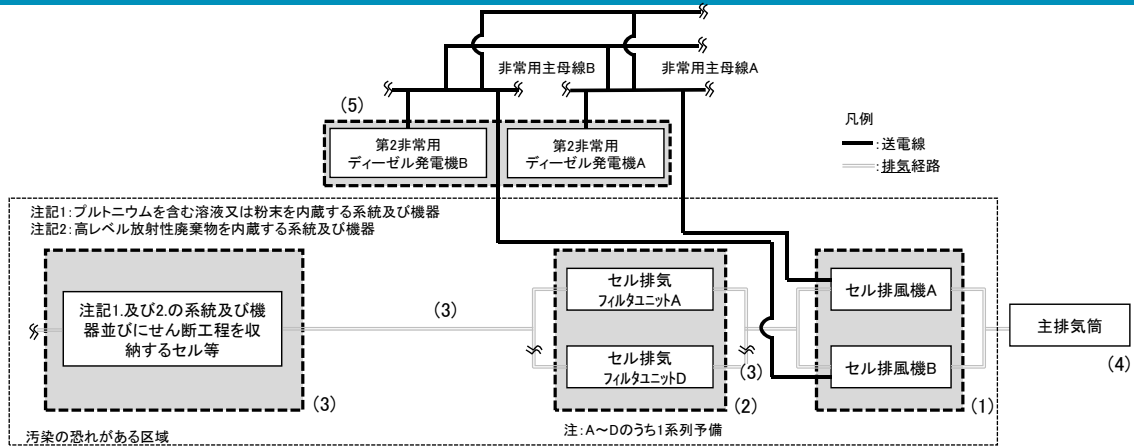 非常用主母線B
非常用主母線A
(5)
第2非常用
ディーゼル発電機B
第2非常用
ディーゼル発電機A
凡例
:送電線
:排気経路
注記1:プルトニウムを含む溶液又は粉末を内蔵する系統及び機器
注記2:高レベル放射性廃棄物を内蔵する系統及び機器
注記1.及び2.の系統及び機
器並びにせん断工程を収
納するセル等
(3)
(3)
セル排気
フィルタユニットA
セル排気
フィルタユニットD
(3)
(2)
セル排風機A
セル排風機B
(1)
主排気筒
(4)
注:A~Dのうち1系列予備
汚染の恐れがある区域